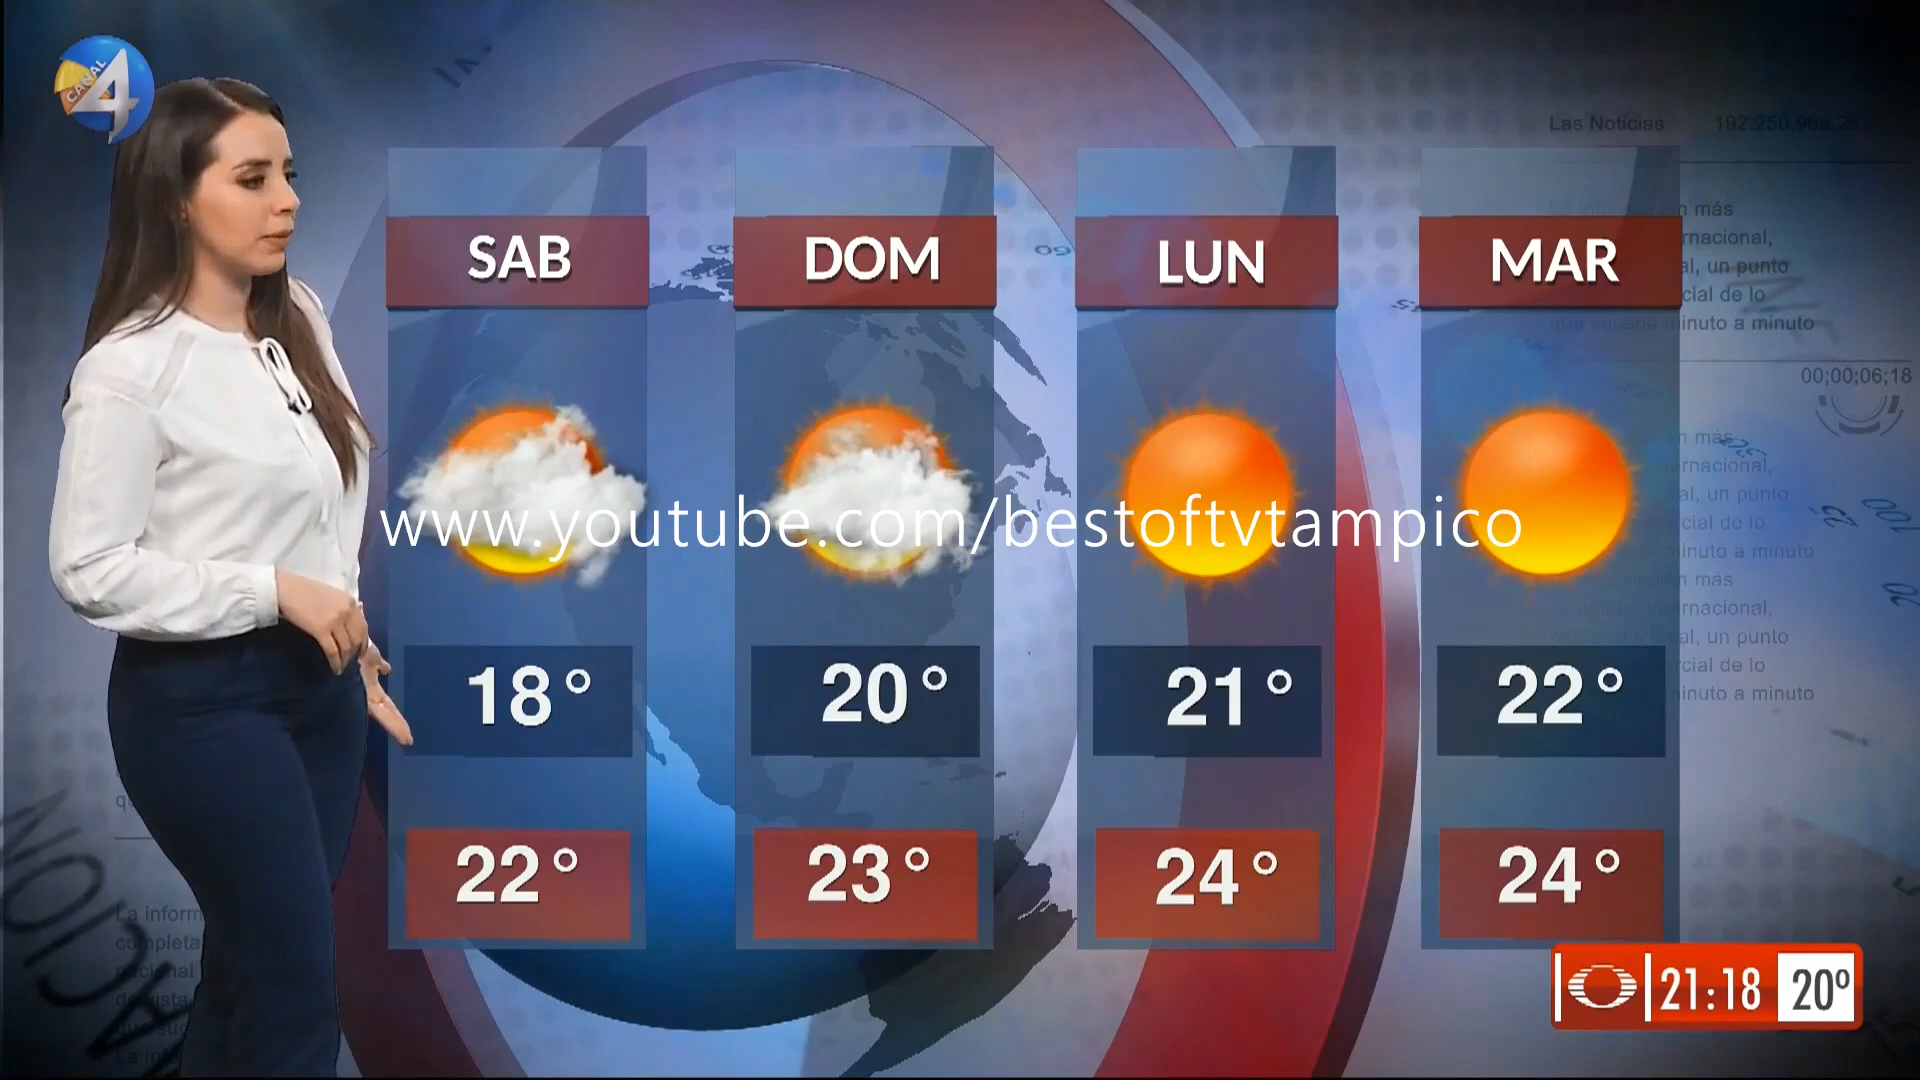 CANAL 4
Las Noticias
SAB
DOM
LUN
MAR
minuto a minuto
00;00;06;18
www.youtube.com/bestoftvtampico
18°
20°
21°
22°
22°
23°
24°
24°
21:18
20º